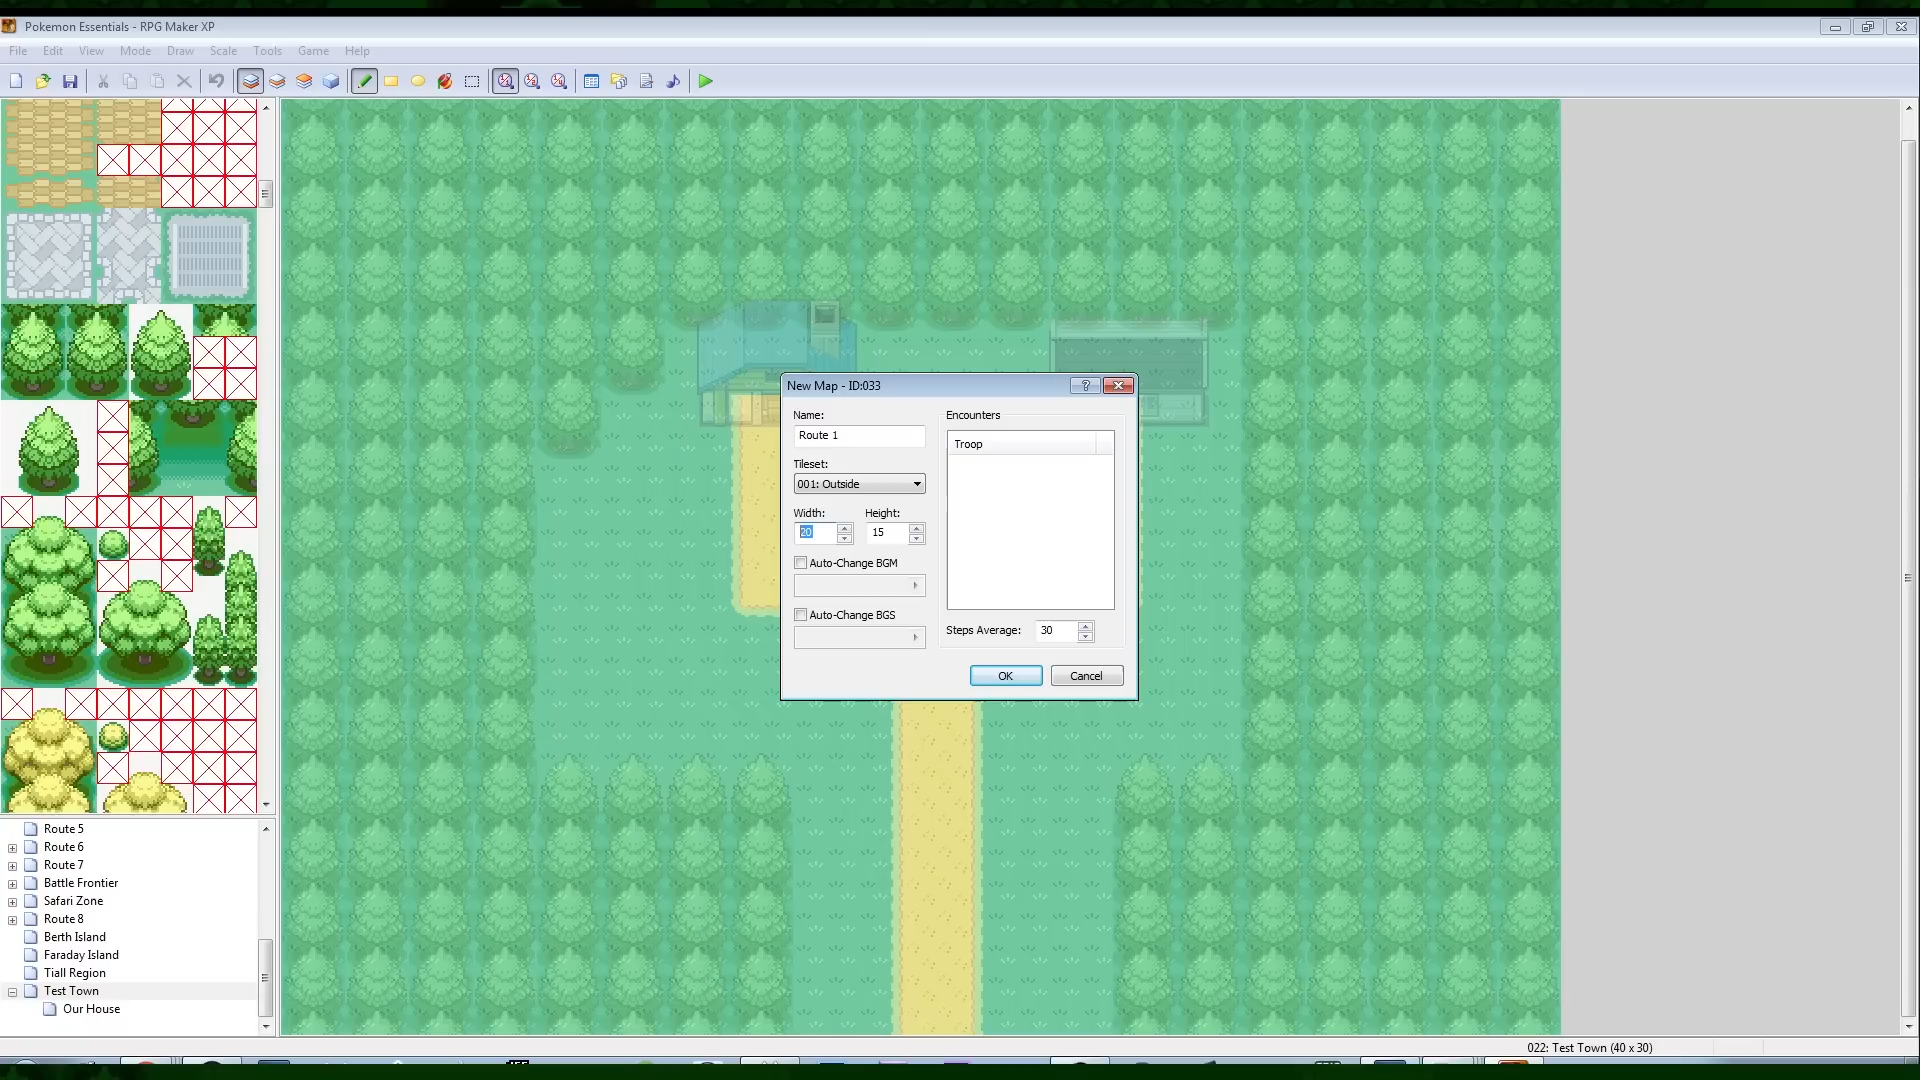 Pokemon Essentials - RPG Maker XP
File Edit View Mode Draw Scale Tools Game Help
New Map - ID:033
Name:
Route 1
Tileset:
001: Outside
Width: Height:
20 15
Auto-Change BGM
Auto-Change BGS
Encounters
Troop
Steps Average: 30
OK Cancel
Route 5
Route 6
Route 7
Battle Frontier
Safari Zone
Route 8
Berth Island
Faraday Island
Tiall Region
Test Town
Our House
022: Test Town (40 x 30)